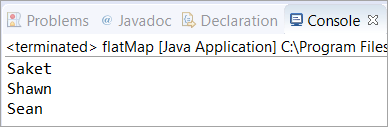 Problems @ Javadoc Declaration Console
<terminated> flatMap [Java Application] C:\Program Files
Saket
Shawn
Sean